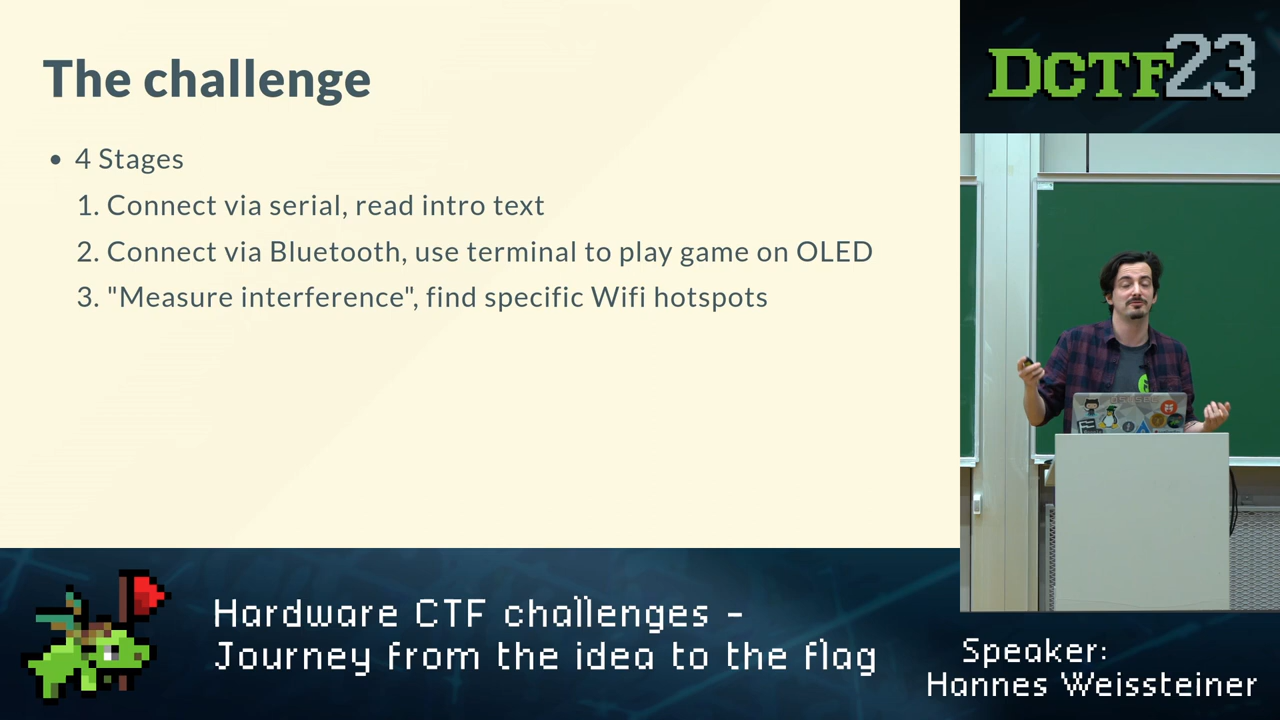 The challenge
• 4 Stages
1. Connect via serial, read intro text
2. Connect via Bluetooth, use terminal to play game on OLED
3. "Measure interference", find specific Wifi hotspots
DCTF23
Hardware CTF challenges -
Journey from the idea to the flag
Speaker:
Hannes Weissteiner